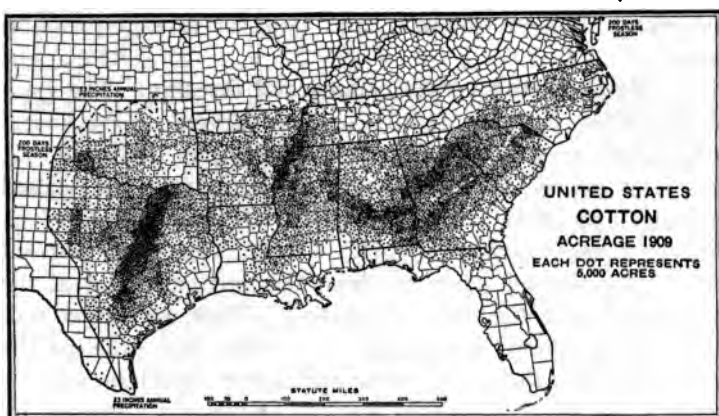 200 DAYS
FROSTLESS
SEASON
23 INCHES ANNUAL
PRECIPITATION
200 DAYS
FROSTLESS
SEASON
UNITED STATES
COTTON
ACREAGE 1909
EACH DOT REPRESENTS
5,000 ACRES
STATUTE MILES
23 INCHES ANNUAL
PRECIPITATION